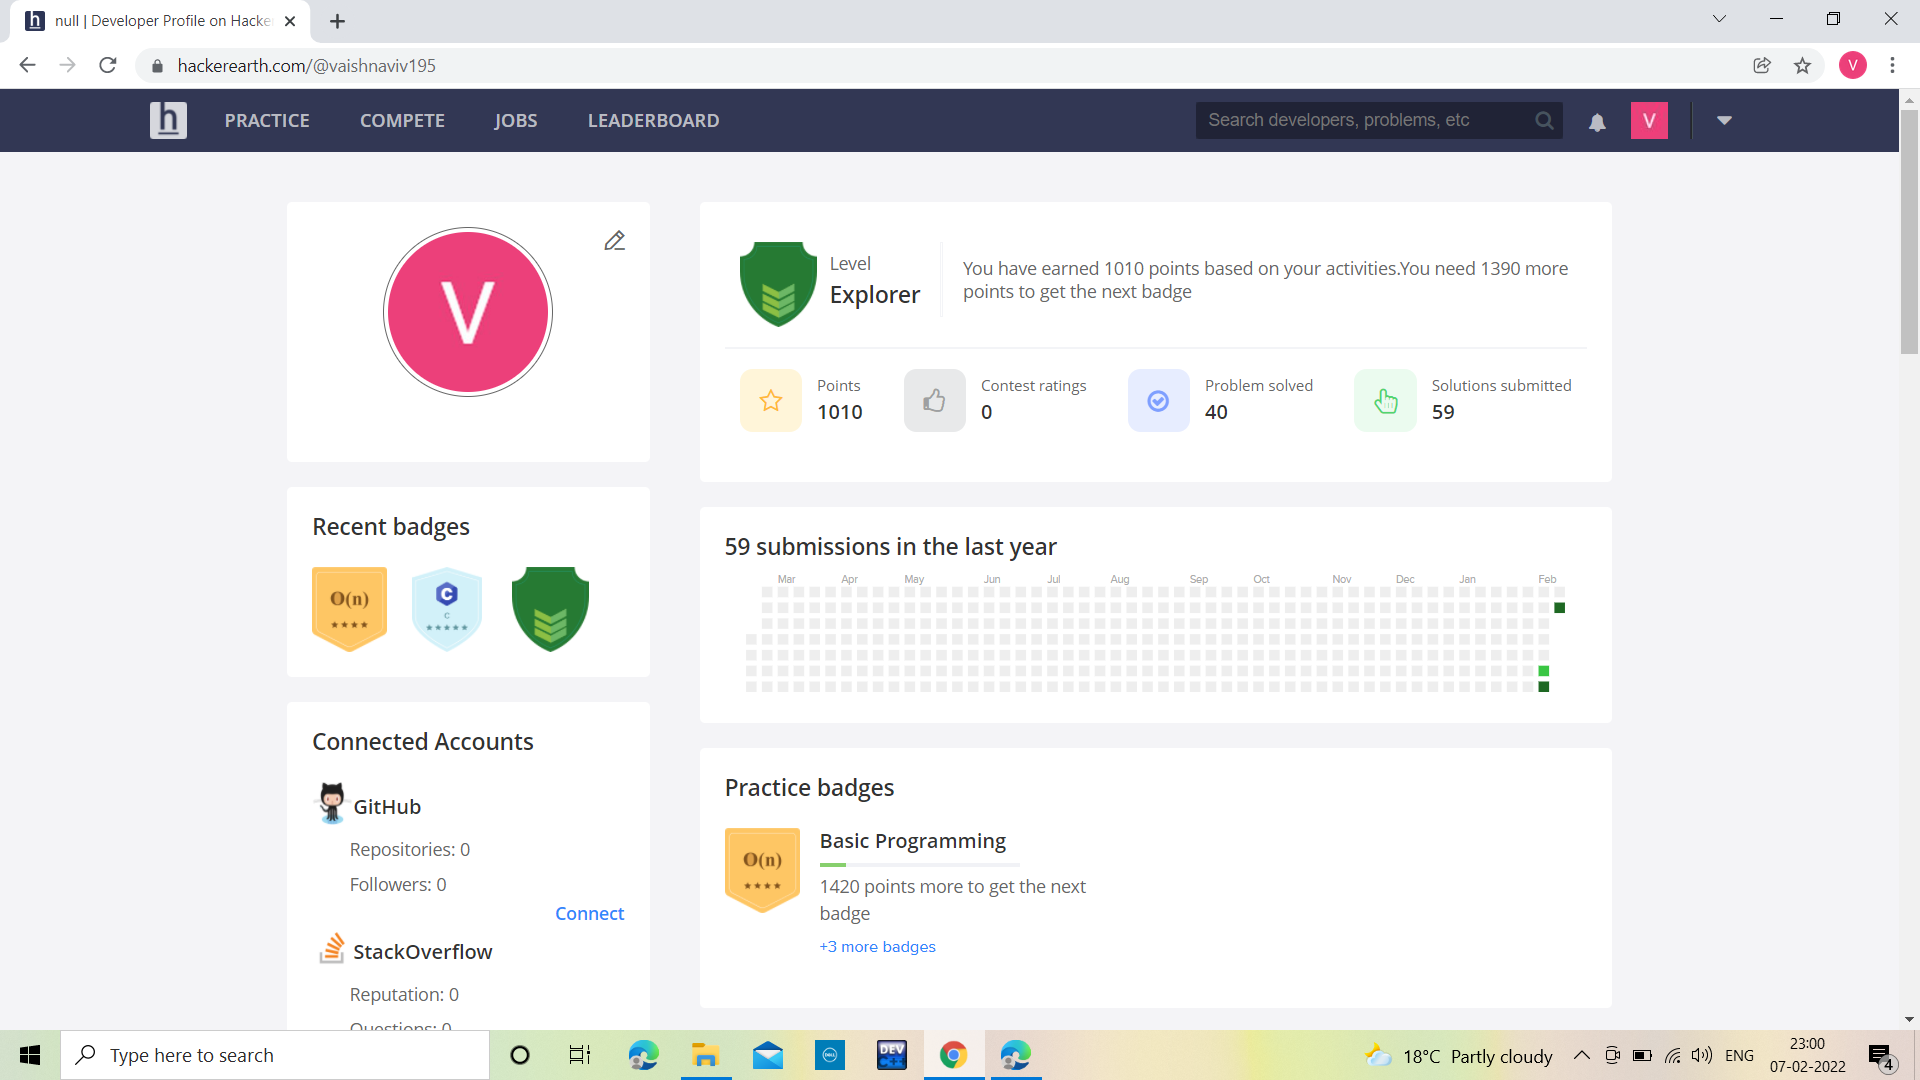 null | Developer Profile on Hacke
hackerearth.com/@vaishnaviv195
V
h
PRACTICE
COMPETE
JOBS
LEADERBOARD
Search developers, problems, etc
V
V
Level
Explorer
You have earned 1010 points based on your activities.You need 1390 more
points to get the next badge
Points
1010
Contest ratings
0
Problem solved
40
Solutions submitted
59
Recent badges
O(n)
C
C
59 submissions in the last year
Mar Apr May Jun Jul Aug Sep Oct Nov Dec Jan Feb
Connected Accounts
GitHub
Repositories: 0
Followers: 0
Connect
StackOverflow
Reputation: 0
Questions: 0
Practice badges
O(n)
Basic Programming
1420 points more to get the next
badge
+3 more badges
Type here to search
DELL
DEV
C++
18°C Partly cloudy
ENG
23:00
07-02-2022
4